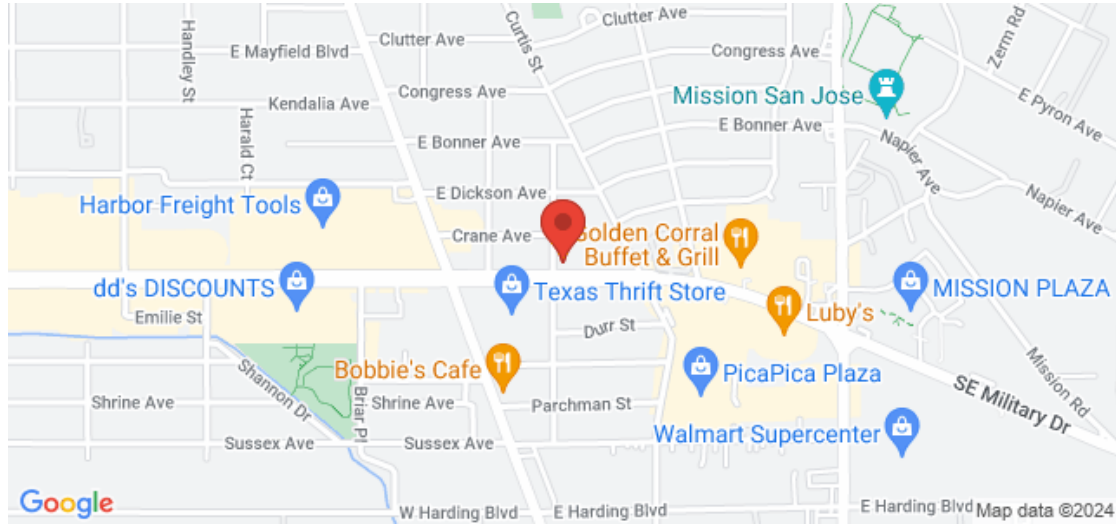 Clutter Ave
E Mayfield Blvd
Clutter Ave
Handley St
Curtis St
Congress Ave
Zerm Rd
Kendalia Ave
Congress Ave
Mission San Jose
E Pyron Ave
Harald Ct
E Bonner Ave
E Bonner Ave
Napier Ave
E Dickson Ave
Napier Ave
Harbor Freight Tools
Crane Ave
Golden Corral
Buffet & Grill
dd's DISCOUNTS
Texas Thrift Store
MISSION PLAZA
Emilie St
Durr St
Luby's
Bobbie's Cafe
PicaPica Plaza
Mission Rd
Shannon Dr
SE Military Dr
Shrine Ave
Briar Pl
Shrine Ave
Parchman St
Sussex Ave
Sussex Ave
Walmart Supercenter
Google
W Harding Blvd
E Harding Blvd
E Harding Blvd
Map data ©2024